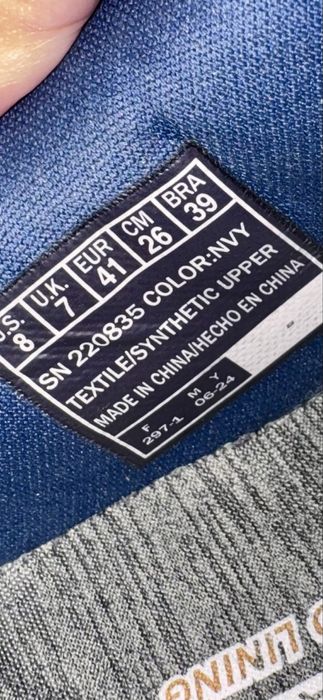 U.S. U.K. EUR CM BRA
8 7 41 26 39
SN 220835 COLOR:NVY
TEXTILE/SYNTHETIC UPPER
MADE IN CHINA/HECHO EN CHINA
F M Y
297-1 06-24
LINING